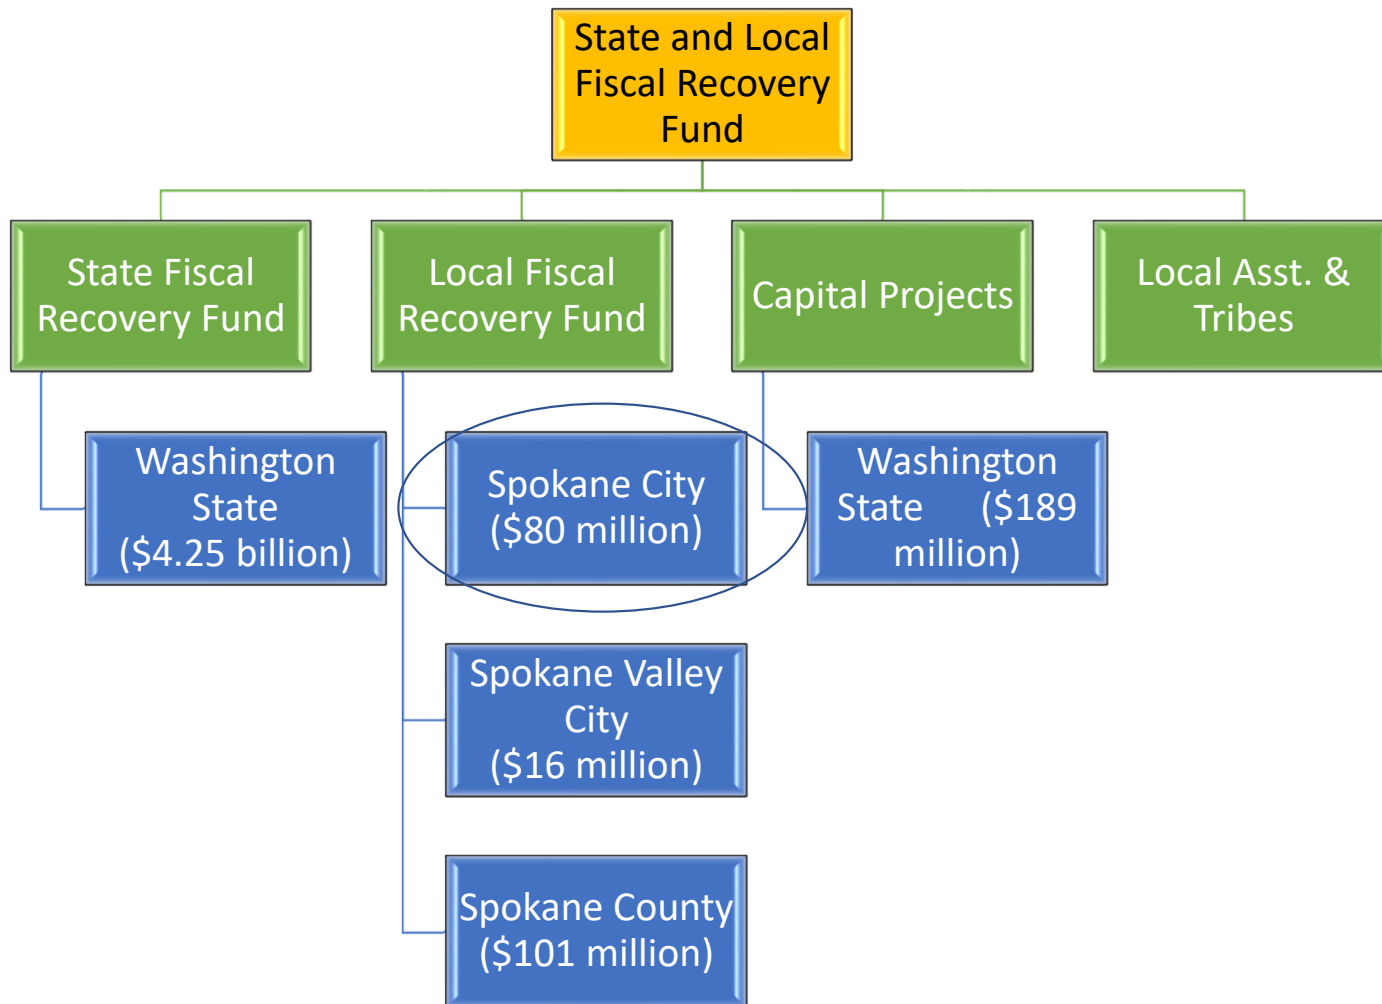 State and Local
Fiscal Recovery
Fund
State Fiscal
Recovery Fund
Local Fiscal
Recovery Fund
Capital Projects
Local Asst. &
Tribes
Washington
State
($4.25 billion)
Spokane City
($80 million)
Washington
State ($189
million)
Spokane Valley
City
($16 million)
Spokane County
($101 million)